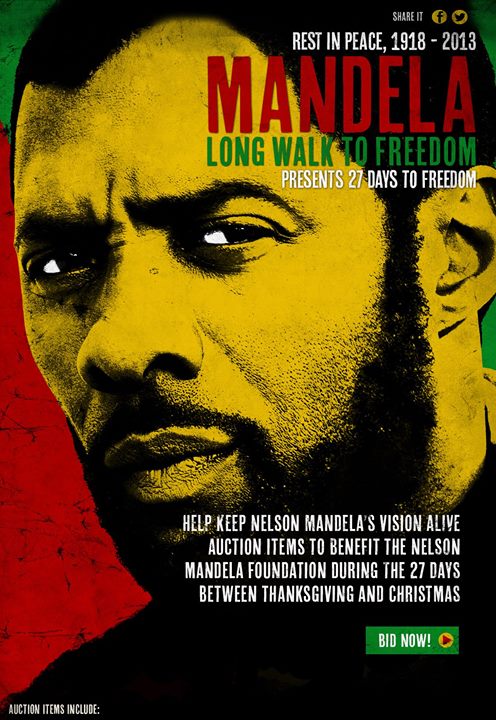 SHARE IT
REST IN PEACE, 1918 - 2013
MANDELA
LONG WALK TO FREEDOM
PRESENTS 27 DAYS TO FREEDOM
HELP KEEP NELSON MANDELA'S VISION ALIVE
AUCTION ITEMS TO BENEFIT THE NELSON
MANDELA FOUNDATION DURING THE 27 DAYS
BETWEEN THANKSGIVING AND CHRISTMAS
BID NOW!
AUCTION ITEMS INCLUDE: